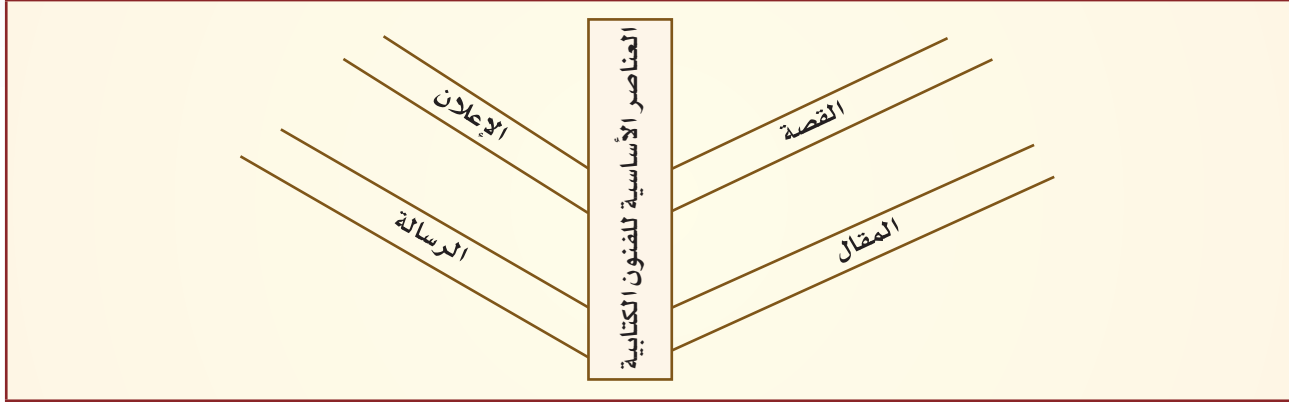 العناصر الأساسية للفنون الكتابية
القصة
الإعلان
المقال
الرسالة